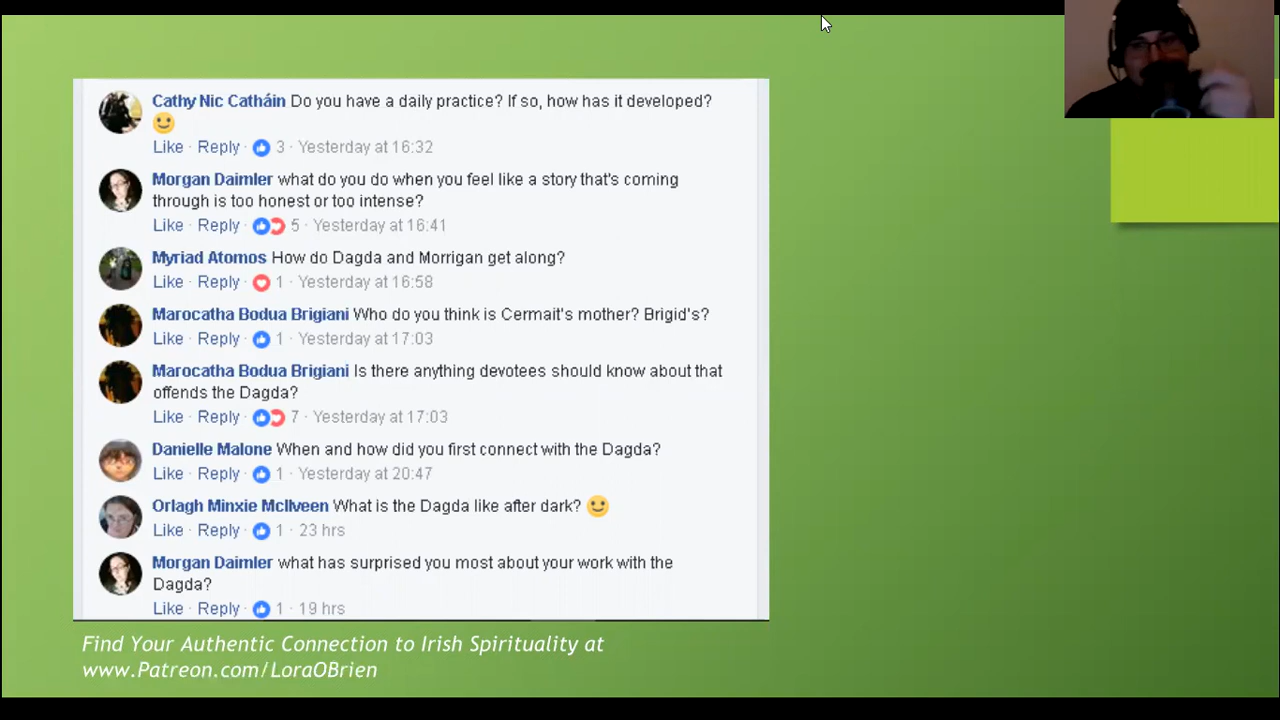 Cathy Nic Catháin Do you have a daily practice? If so, how has it developed?
🙂
Like · Reply · 3 · Yesterday at 16:32
Morgan Daimler what do you do when you feel like a story that's coming
through is too honest or too intense?
Like · Reply · 5 · Yesterday at 16:41
Myriad Atomos How do Dagda and Morrigan get along?
Like · Reply · 1 · Yesterday at 16:58
Marocatha Bodua Brigiani Who do you think is Cermait's mother? Brigid's?
Like · Reply · 1 · Yesterday at 17:03
Marocatha Bodua Brigiani Is there anything devotees should know about that
offends the Dagda?
Like · Reply · 7 · Yesterday at 17:03
Danielle Malone When and how did you first connect with the Dagda?
Like · Reply · 1 · Yesterday at 20:47
Orlagh Minxie McIlveen What is the Dagda like after dark? 🙂
Like · Reply · 1 · 23 hrs
Morgan Daimler what has surprised you most about your work with the
Dagda?
Like · Reply · 1 · 19 hrs
Find Your Authentic Connection to Irish Spirituality at
www.Patreon.com/LoraOBrien